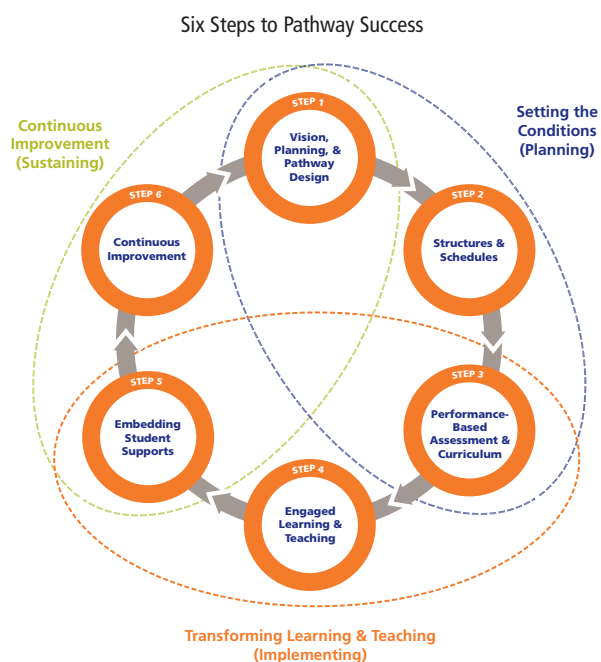 Six Steps to Pathway Success
Continuous
Improvement
(Sustaining)
Setting the
Conditions
(Planning)
STEP 1
Vision,
Planning, &
Pathway
Design
STEP 2
Structures &
Schedules
STEP 3
Performance-
Based
Assessment &
Curriculum
STEP 4
Engaged
Learning &
Teaching
STEP 5
Embedding
Student
Supports
STEP 6
Continuous
Improvement
Transforming Learning & Teaching
(Implementing)